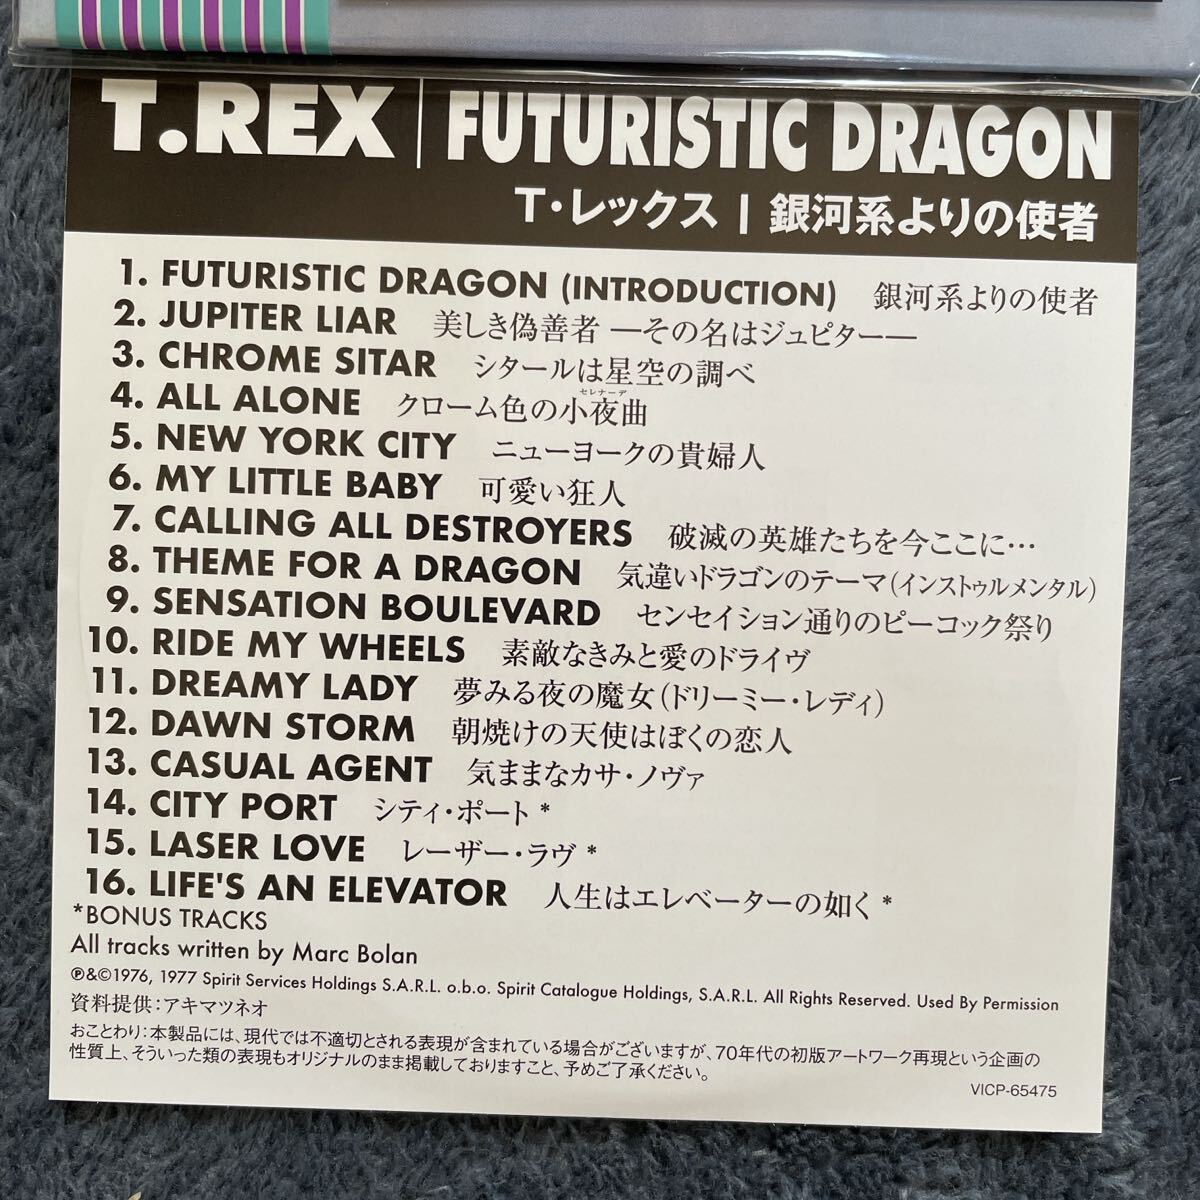 T.REX | FUTURISTIC DRAGON
T・レックス | 銀河系よりの使者
1. FUTURISTIC DRAGON (INTRODUCTION) 銀河系よりの使者
2. JUPITER LIAR 美しき偽善者 ―その名はジュピター―
3. CHROME SITAR シタールは星空の調べ
セレナーデ
4. ALL ALONE クローム色の小夜曲
5. NEW YORK CITY ニューヨークの貴婦人
6. MY LITTLE BABY 可愛い狂人
7. CALLING ALL DESTROYERS 破滅の英雄たちを今ここに…
8. THEME FOR A DRAGON 気違いドラゴンのテーマ(インストゥルメンタル)
9. SENSATION BOULEVARD センセイション通りのピーコック祭り
10. RIDE MY WHEELS 素敵なきみと愛のドライヴ
11. DREAMY LADY 夢みる夜の魔女(ドリーミー・レディ)
12. DAWN STORM 朝焼けの天使はぼくの恋人
13. CASUAL AGENT 気ままなカサ・ノヴァ
14. CITY PORT シティ・ポート *
15. LASER LOVE レーザー・ラヴ *
16. LIFE'S AN ELEVATOR 人生はエレベーターの如く *
*BONUS TRACKS
All tracks written by Marc Bolan
℗&©1976, 1977 Spirit Services Holdings S.A.R.L. o.b.o. Spirit Catalogue Holdings, S.A.R.L. All Rights Reserved. Used By Permission
資料提供：アキマツネオ
おことわり：本製品には、現代では不適切とされる表現が含まれている場合がございますが、70年代の初版アートワーク再現という企画の
性質上、そういった類の表現もオリジナルのまま掲載しておりますこと、予めご了承ください。
VICP-65475